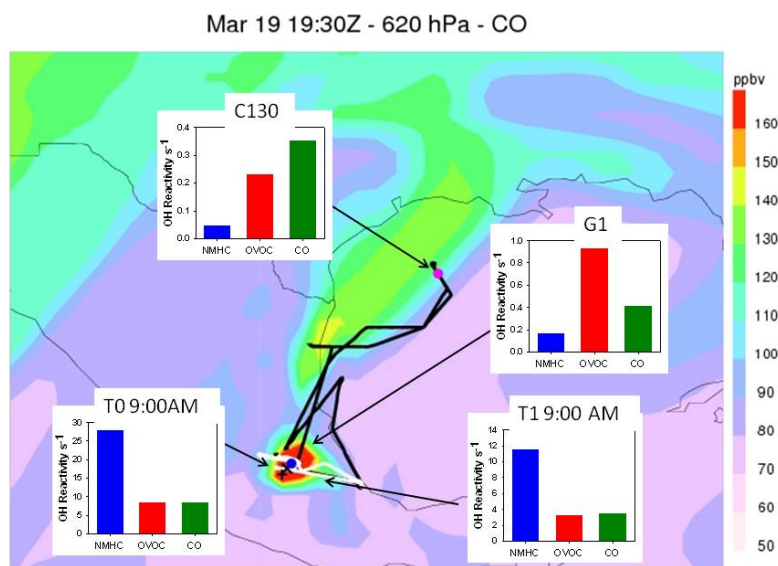 Mar 19 19:30Z - 620 hPa - CO
ppbv
160
150
140
130
120
110
100
90
80
70
60
50
C130
OH Reactivity s-1
0.4
0.3
0.2
0.1
0.0
NMHC OVOC CO
G1
OH Reactivity s-1
1.0
0.8
0.6
0.4
0.2
0.0
NMHC OVOC CO
T0 9:00AM
OH Reactivity s-1
30
25
20
15
10
5
0
NMHC OVOC CO
T1 9:00 AM
OH Reactivity s-1
14
12
10
8
6
4
2
0
NMHC OVOC CO